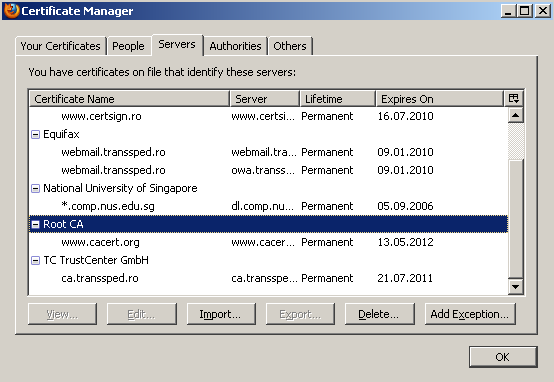 Certificate Manager
Your Certificates People Servers Authorities Others
You have certificates on file that identify these servers:
Certificate Name Server Lifetime Expires On
www.certsign.ro www.certsi... Permanent 16.07.2010
Equifax
webmail.transsped.ro webmail.tra... Permanent 09.01.2010
webmail.transsped.ro owa.transs... Permanent 09.01.2010
National University of Singapore
*.comp.nus.edu.sg dl.comp.nu... Permanent 05.09.2006
Root CA
www.cacert.org www.cacer... Permanent 13.05.2012
TC TrustCenter GmbH
ca.transsped.ro ca.transspe... Permanent 21.07.2011
View... Edit... Import... Export... Delete... Add Exception...
OK